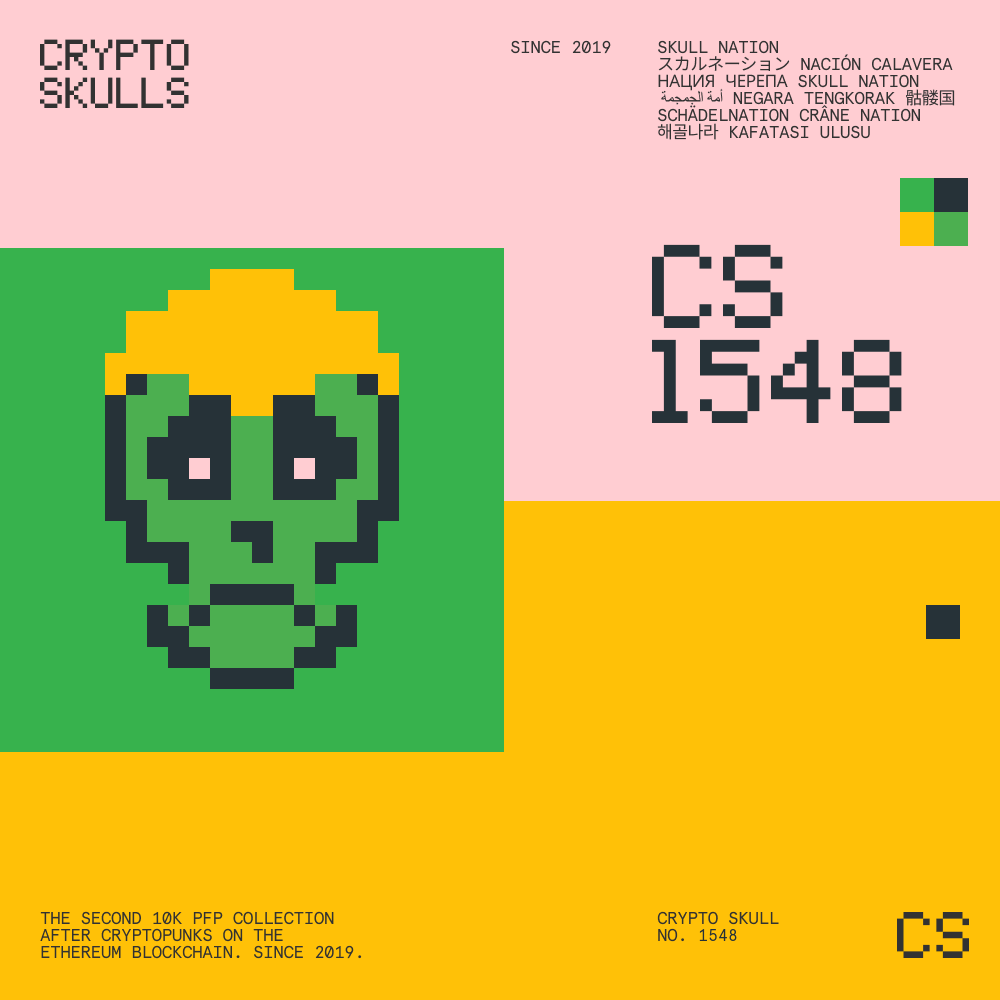 CRYPTO
SKULLS
SINCE 2019
SKULL NATION
スカルネーション NACIÓN CALAVERA
НАЦИЯ ЧЕРЕПА SKULL NATION
أمة الجمجمة NEGARA TENGKORAK 骷髅国
SCHÄDELNATION CRÂNE NATION
해골나라 KAFATASI ULUSU
CS
1548
THE SECOND 10K PFP COLLECTION
AFTER CRYPTOPUNKS ON THE
ETHEREUM BLOCKCHAIN. SINCE 2019.
CRYPTO SKULL
NO. 1548
CS